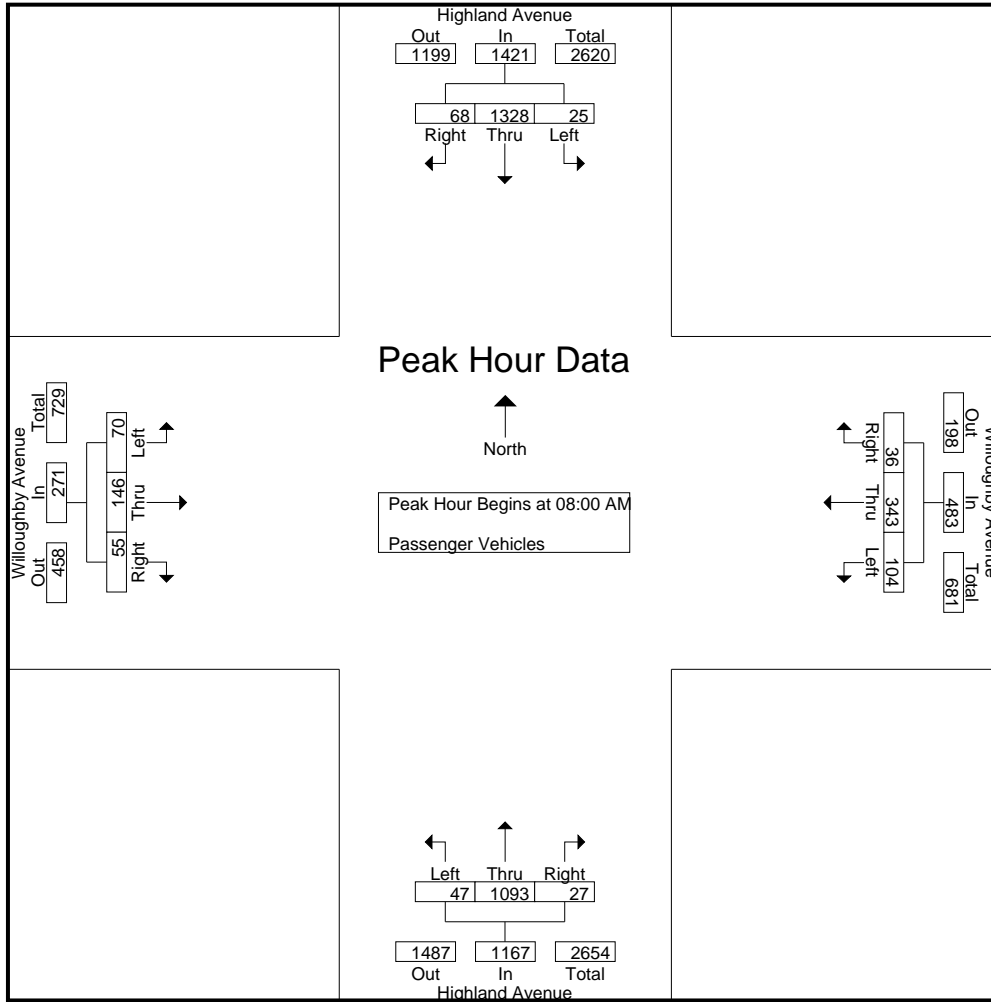 Highland Avenue
Out In Total
1199 1421 2620
68 1328 25
Right Thru Left
Peak Hour Data
North
Peak Hour Begins at 08:00 AM
Passenger Vehicles
Willoughby Avenue
Out In Total
458 271 729
55 146 70
Right Thru Left
Willoughby Avenue
Out In Total
198 483 681
36 343 104
Right Thru Left
Left Thru Right
47 1093 27
1487 1167 2654
Out In Total
Highland Avenue